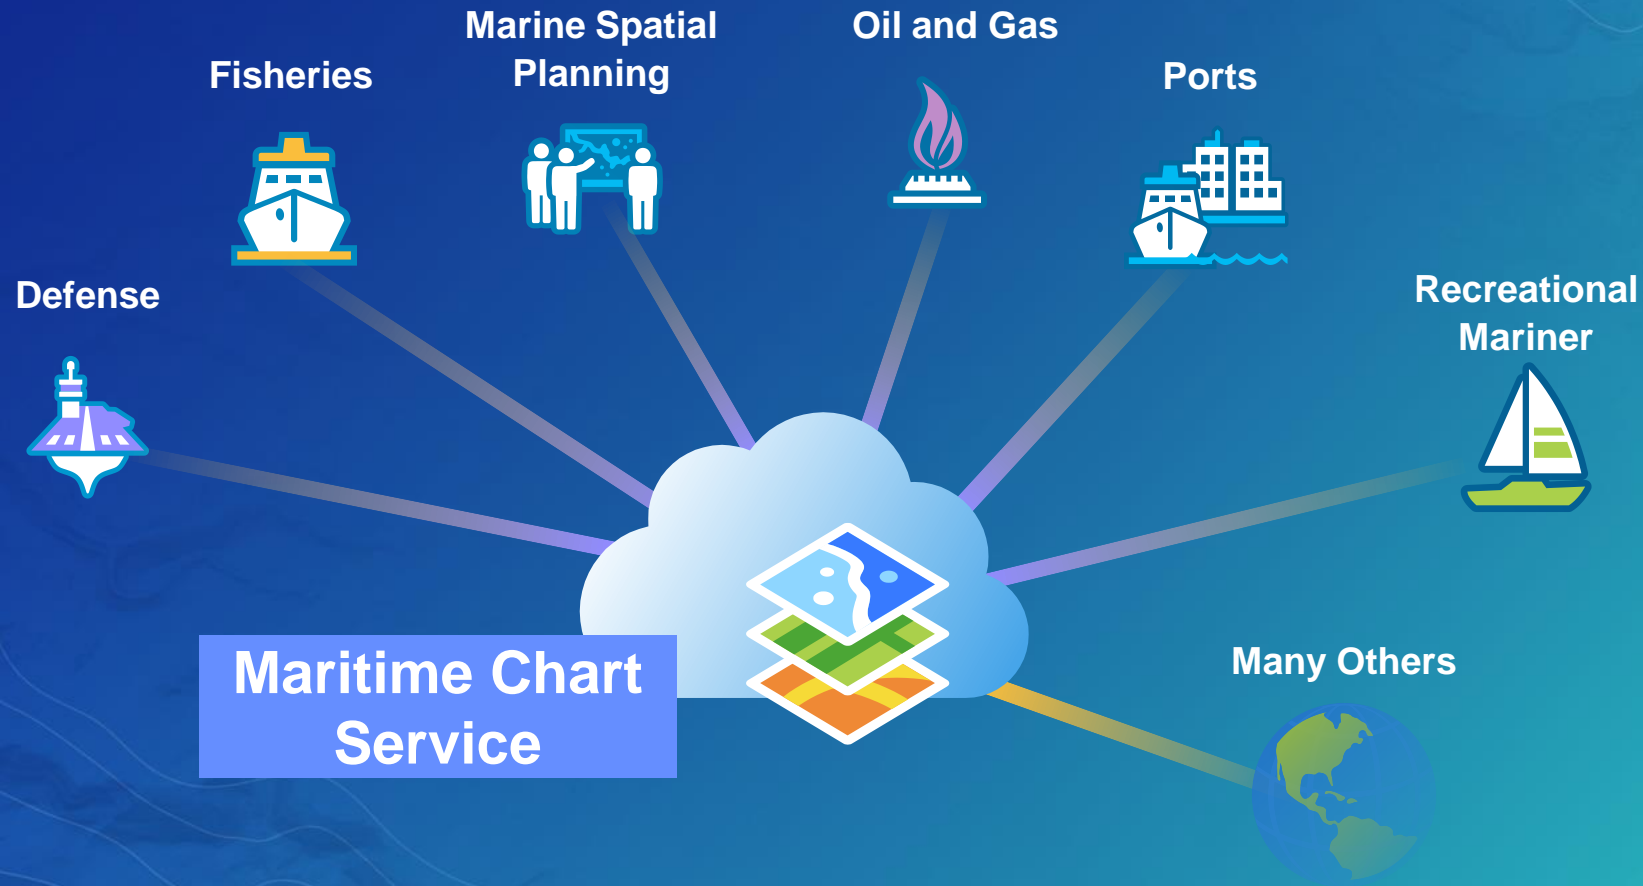 Marine Spatial
Planning
Oil and Gas
Fisheries
Ports
Defense
Recreational
Mariner
Maritime Chart
Service
Many Others